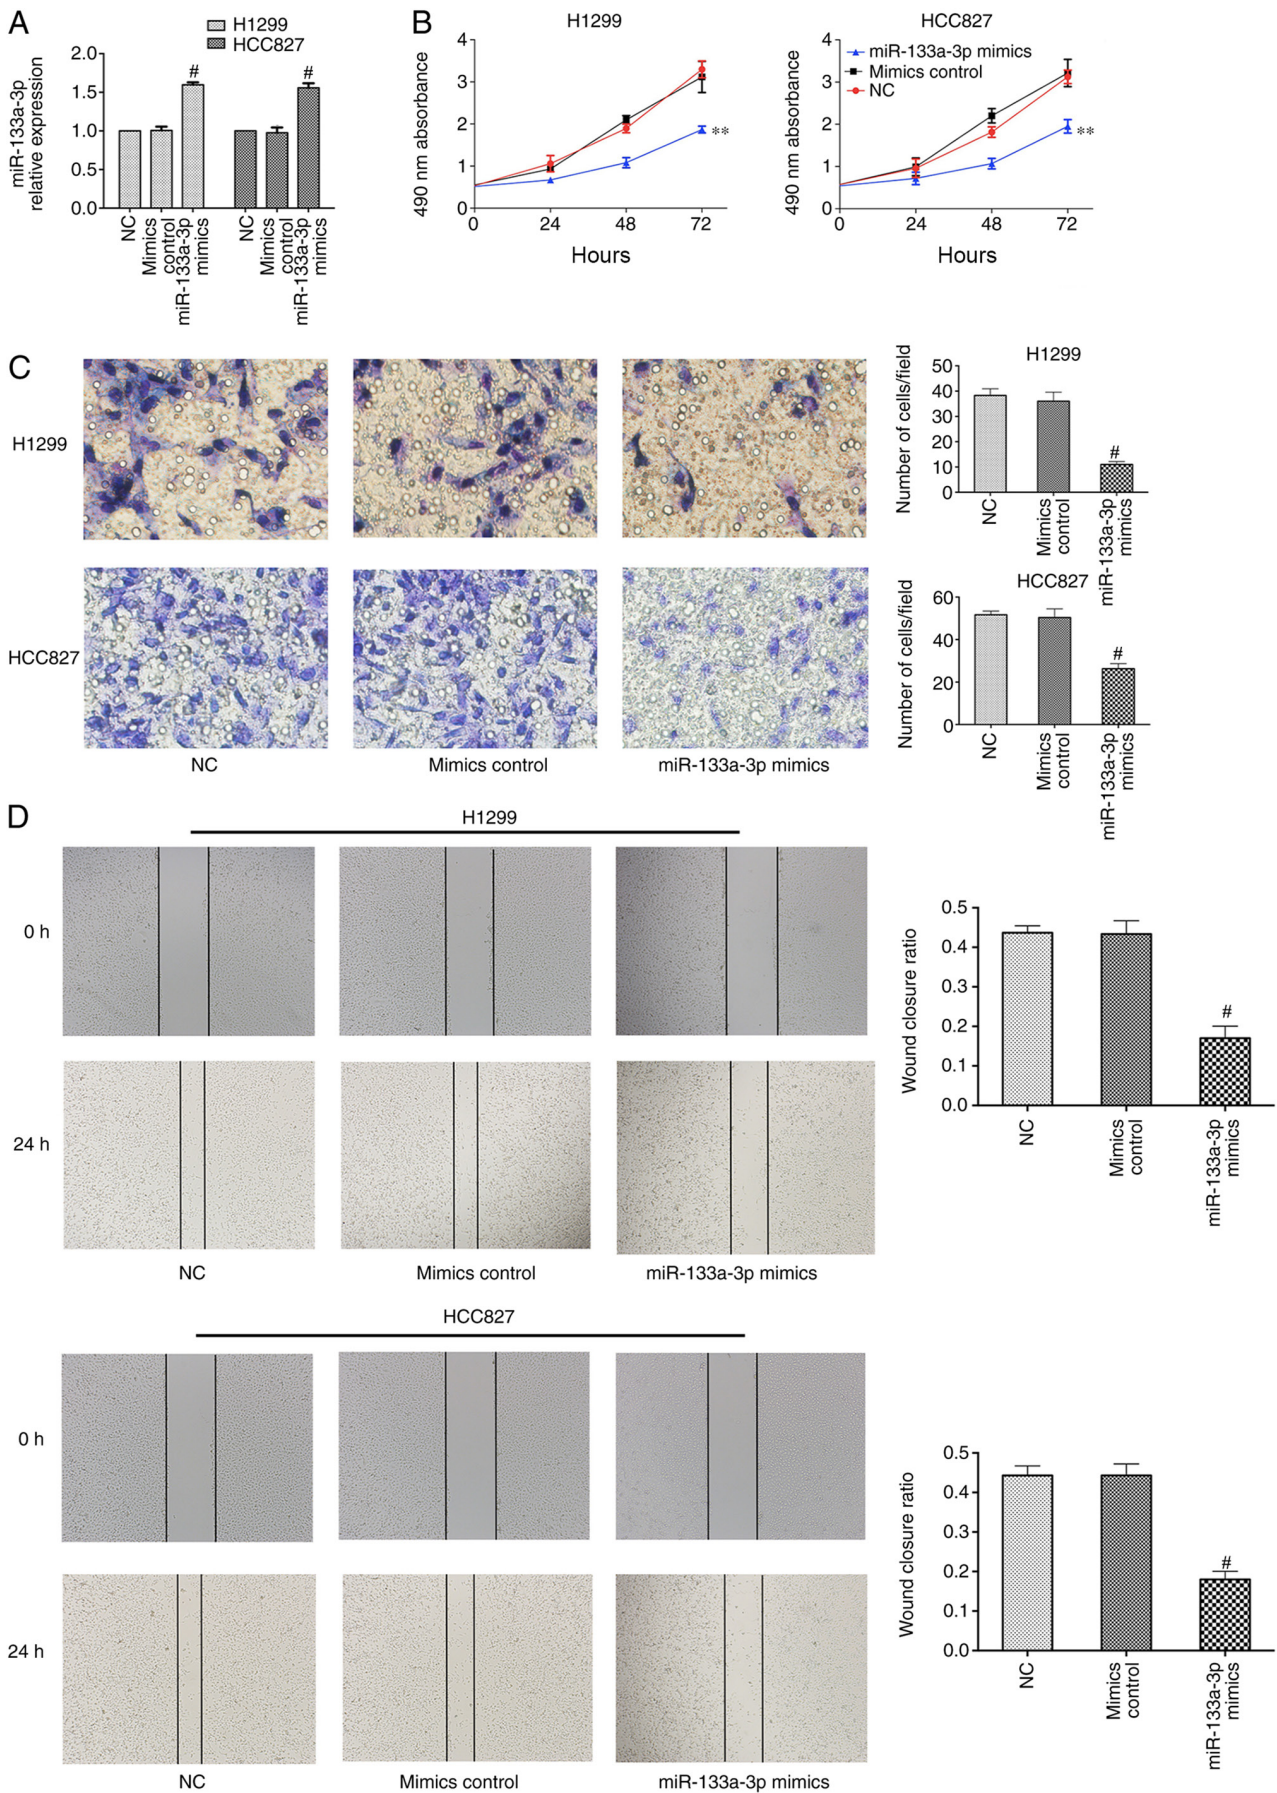 A
H1299
HCC827
miR-133a-3p
relative expression
2.0
1.5
1.0
0.5
0.0
#
#
NC
Mimics
control
miR-133a-3p
mimics
NC
Mimics
control
miR-133a-3p
mimics
B
H1299
490 nm absorbance
4
3
2
1
0
0
24
48
72
Hours
**
HCC827
490 nm absorbance
4
3
2
1
0
0
24
48
72
Hours
miR-133a-3p mimics
Mimics control
NC
**
C
H1299
HCC827
NC
Mimics control
miR-133a-3p mimics
H1299
Number of cells/field
50
40
30
20
10
0
#
NC
Mimics
control
miR-133a-3p
mimics
HCC827
Number of cells/field
60
40
20
0
#
NC
Mimics
control
miR-133a-3p
mimics
D
H1299
0 h
24 h
NC
Mimics control
miR-133a-3p mimics
Wound closure ratio
0.5
0.4
0.3
0.2
0.1
0.0
#
NC
Mimics
control
miR-133a-3p
mimics
HCC827
0 h
24 h
NC
Mimics control
miR-133a-3p mimics
Wound closure ratio
0.5
0.4
0.3
0.2
0.1
0.0
#
NC
Mimics
control
miR-133a-3p
mimics